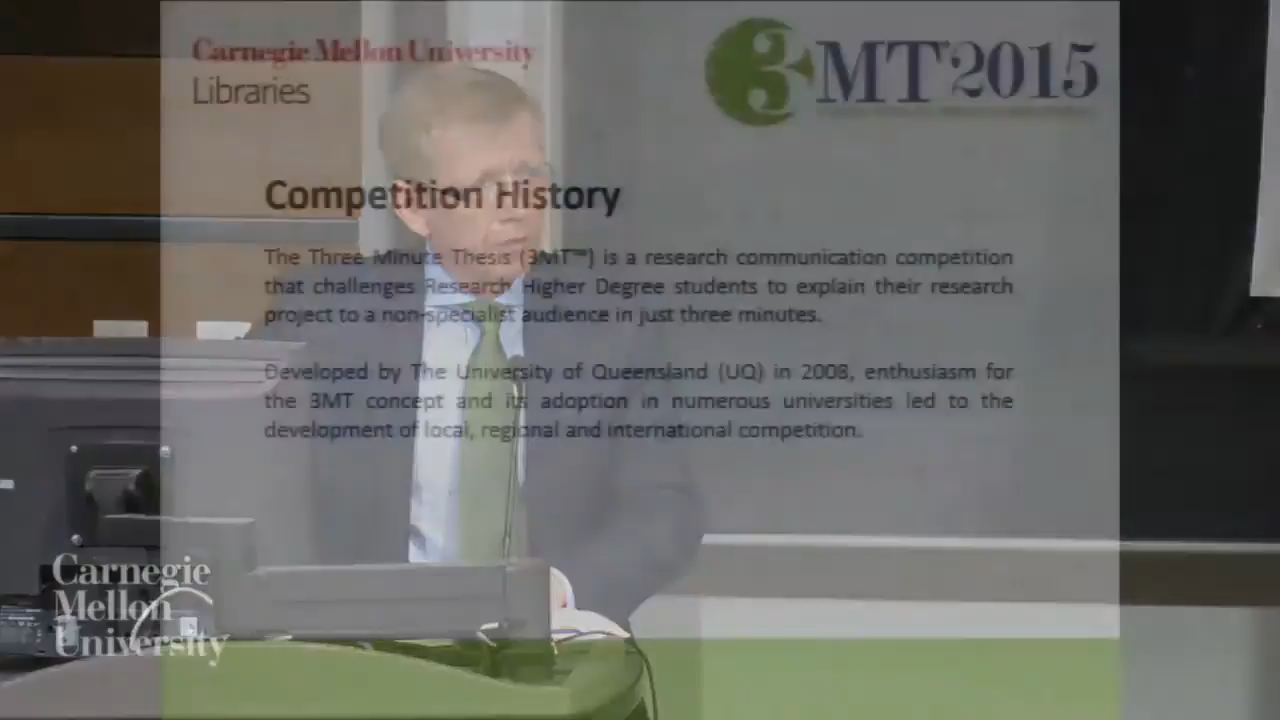 Carnegie Mellon University
Libraries
3MT 2015
Competition History
The Three Minute Thesis (3MT™) is a research communication competition
that challenges Research Higher Degree students to explain their research
project to a non-specialist audience in just three minutes.
Developed by The University of Queensland (UQ) in 2008, enthusiasm for
the 3MT concept and its adoption in numerous universities led to the
development of local, regional and international competition.
Carnegie
Mellon
University